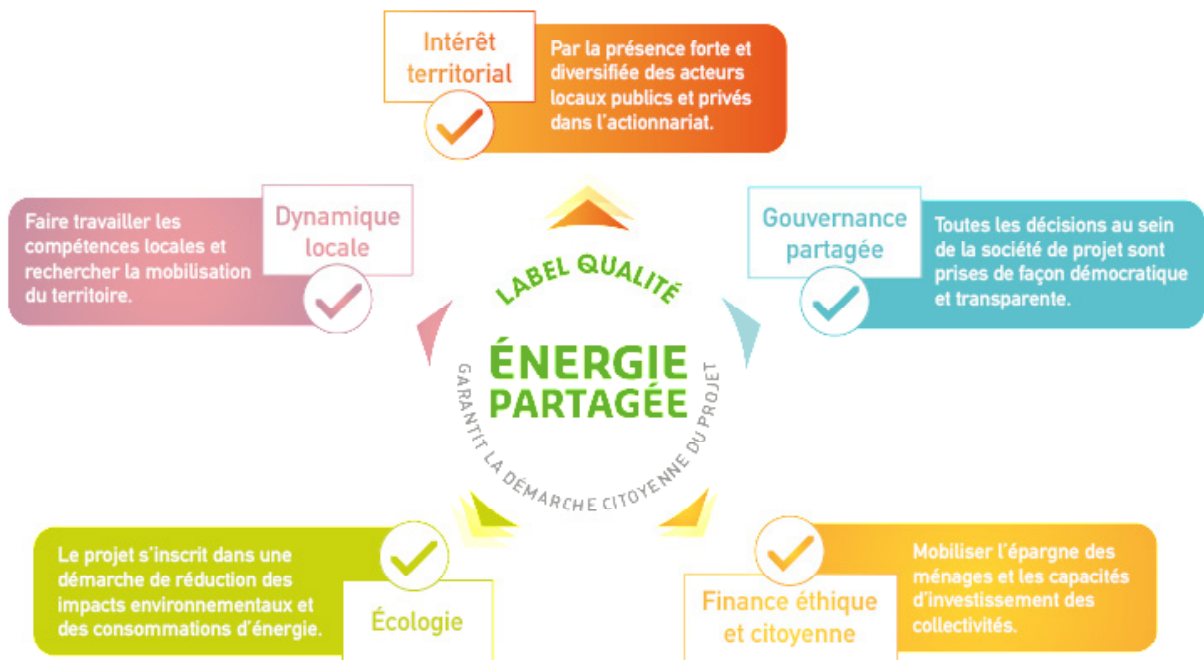 Intérêt
territorial
Par la présence forte et
diversifiée des acteurs
locaux publics et privés
dans l'actionnariat.
Faire travailler les
compétences locales et
rechercher la mobilisation
du territoire.
Dynamique
locale
Gouvernance
partagée
Toutes les décisions au sein
de la société de projet sont
prises de façon démocratique
et transparente.
LABEL QUALITÉ
ÉNERGIE
PARTAGÉE
GARANTIT LA DÉMARCHE CITOYENNE DU PROJET
Le projet s'inscrit dans une
démarche de réduction des
impacts environnementaux et
des consommations d'énergie.
Écologie
Finance éthique
et citoyenne
Mobiliser l'épargne des
ménages et les capacités
d'investissement des
collectivités.